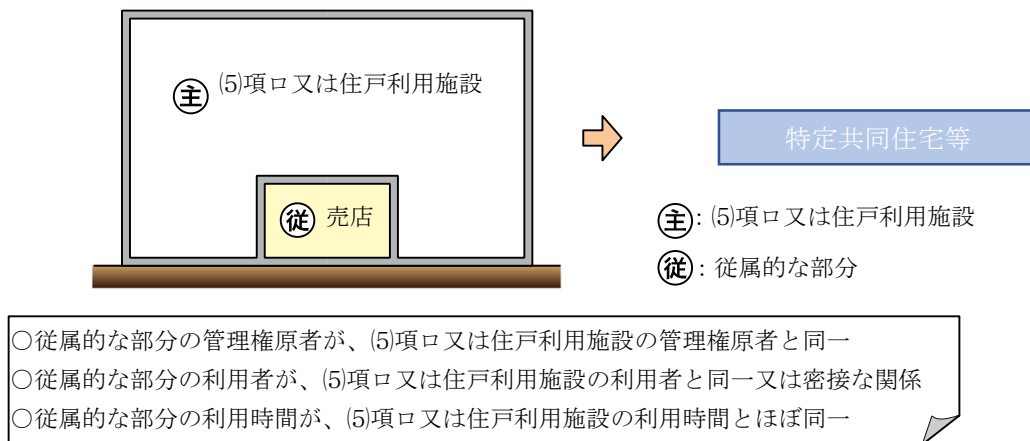 主 ⑸項ロ又は住戸利用施設
特定共同住宅等
従 売店
主: ⑸項ロ又は住戸利用施設
従: 従属的な部分
○従属的な部分の管理権原者が、⑸項ロ又は住戸利用施設の管理権原者と同一
○従属的な部分の利用者が、⑸項ロ又は住戸利用施設の利用者と同一又は密接な関係
○従属的な部分の利用時間が、⑸項ロ又は住戸利用施設の利用時間とほぼ同一